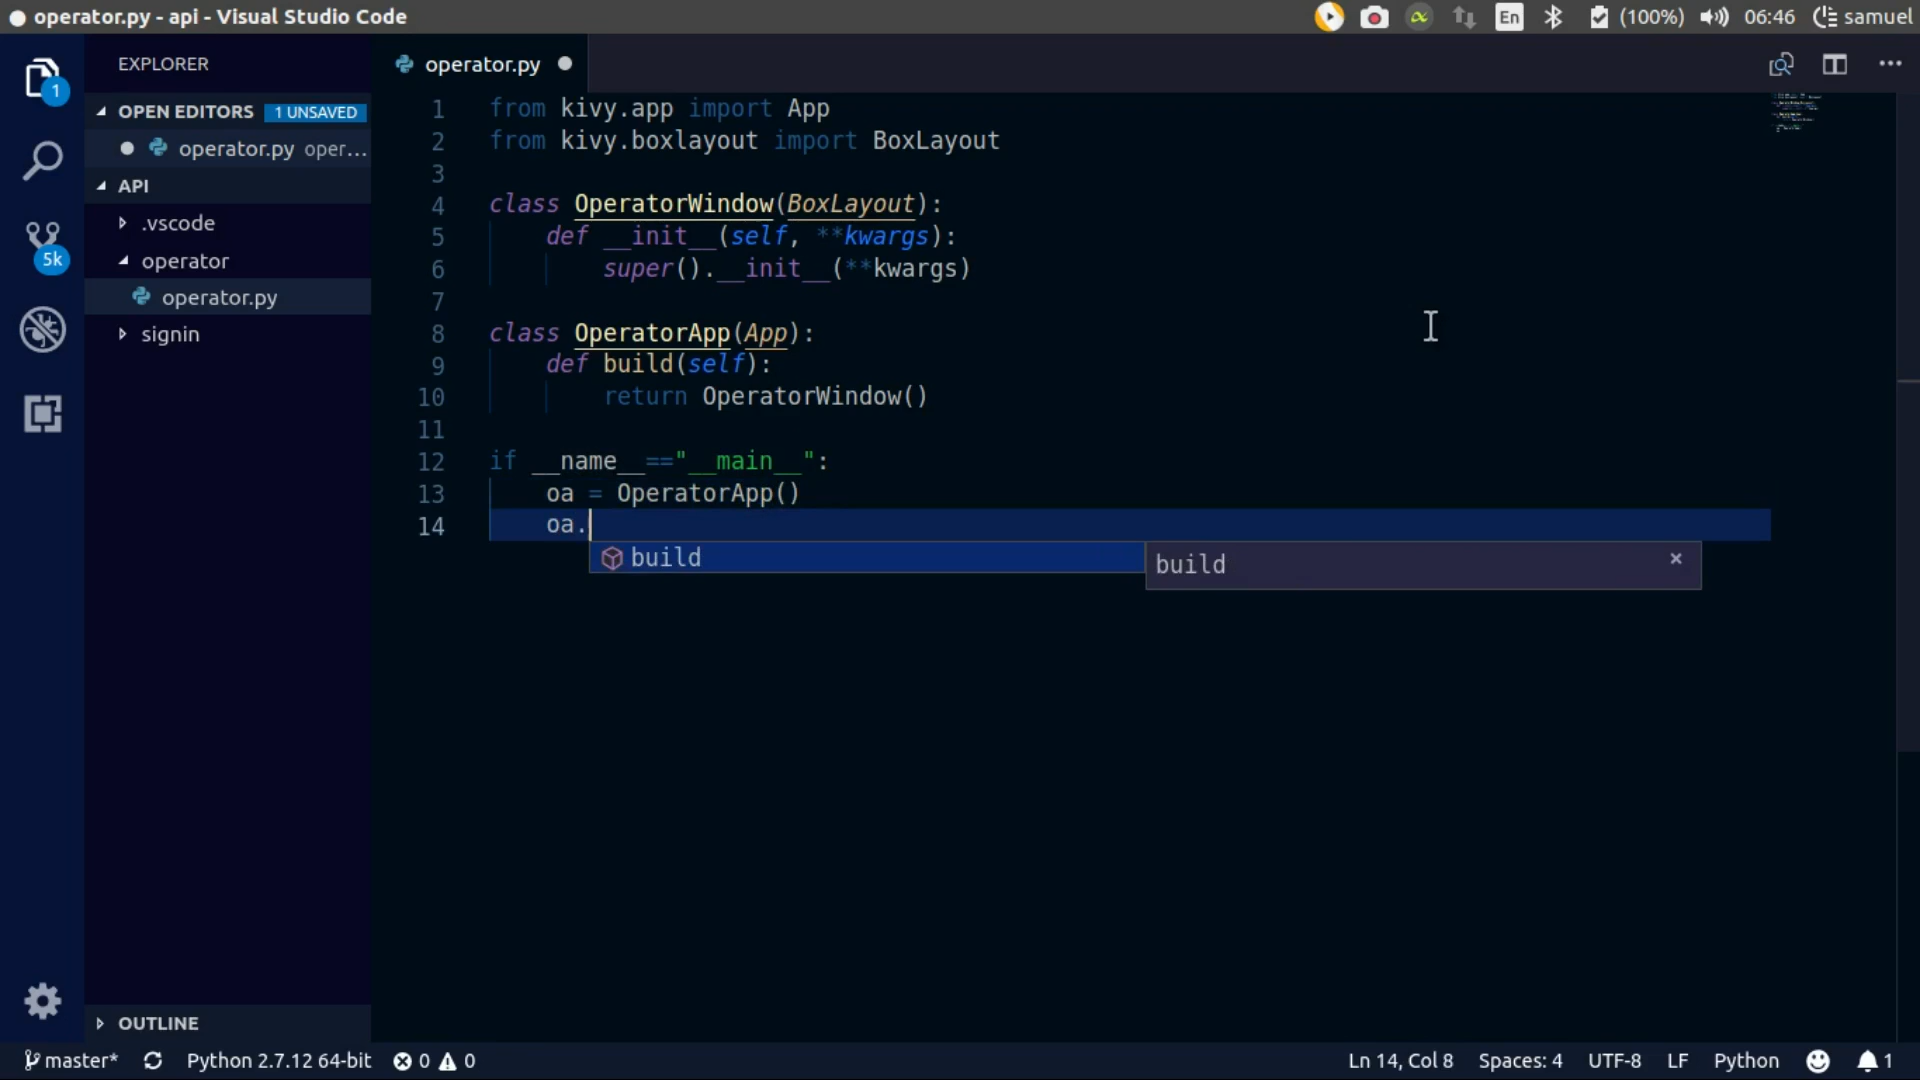 operator.py - api - Visual Studio Code
En (100%) 06:46 samuel
1
5k
EXPLORER
OPEN EDITORS 1 UNSAVED
operator.py oper...
API
.vscode
operator
operator.py
signin
OUTLINE
operator.py
1 from kivy.app import App
2 from kivy.boxlayout import BoxLayout
3
4 class OperatorWindow(BoxLayout):
5 def __init__(self, **kwargs):
6 super().__init__(**kwargs)
7
8 class OperatorApp(App):
9 def build(self):
10 return OperatorWindow()
11
12 if __name__=="__main__":
13 oa = OperatorApp()
14 oa.
build
build ×
master* Python 2.7.12 64-bit 0 0 Ln 14, Col 8 Spaces: 4 UTF-8 LF Python 1